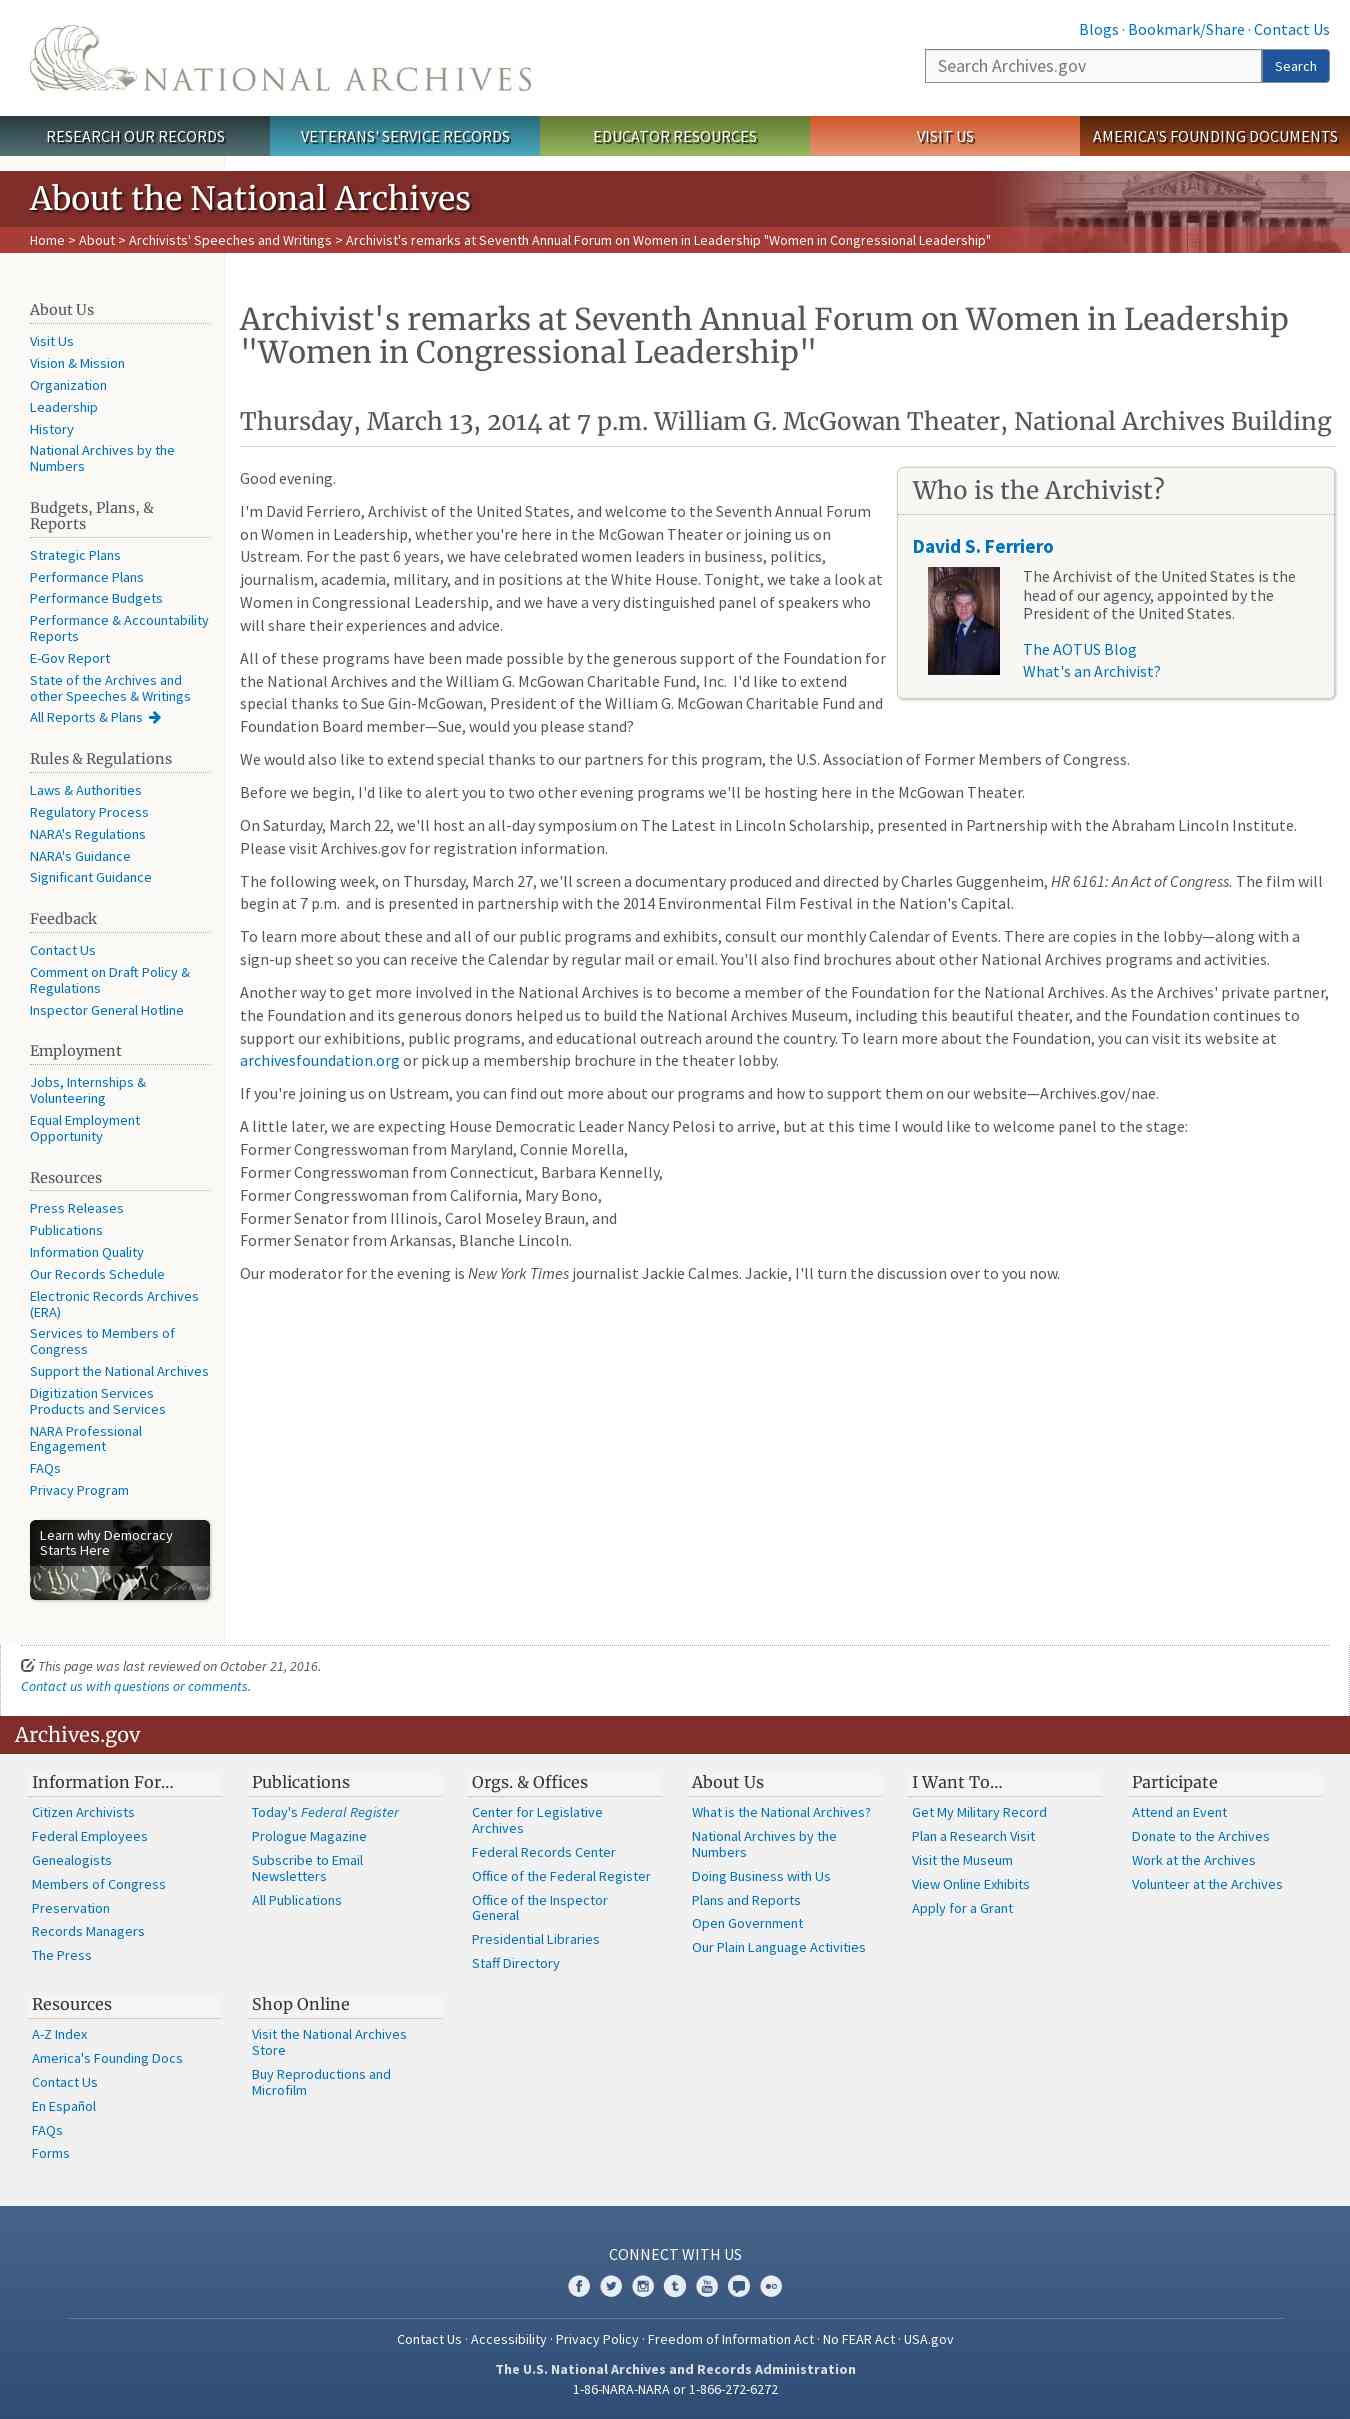 Blogs · Bookmark/Share · Contact Us
NATIONAL ARCHIVES
Search Archives.gov
Search
RESEARCH OUR RECORDS
VETERANS' SERVICE RECORDS
EDUCATOR RESOURCES
VISIT US
AMERICA'S FOUNDING DOCUMENTS
About the National Archives
Home > About > Archivists' Speeches and Writings > Archivist's remarks at Seventh Annual Forum on Women in Leadership "Women in Congressional Leadership"
About Us
Visit Us
Vision & Mission
Organization
Leadership
History
National Archives by the
Numbers
Budgets, Plans, &
Reports
Strategic Plans
Performance Plans
Performance Budgets
Performance & Accountability
Reports
E-Gov Report
State of the Archives and
other Speeches & Writings
All Reports & Plans
Rules & Regulations
Laws & Authorities
Regulatory Process
NARA's Regulations
NARA's Guidance
Significant Guidance
Feedback
Contact Us
Comment on Draft Policy &
Regulations
Inspector General Hotline
Employment
Jobs, Internships &
Volunteering
Equal Employment
Opportunity
Resources
Press Releases
Publications
Information Quality
Our Records Schedule
Electronic Records Archives
(ERA)
Services to Members of
Congress
Support the National Archives
Digitization Services
Products and Services
NARA Professional
Engagement
FAQs
Privacy Program
Learn why Democracy
Starts Here
Archivist's remarks at Seventh Annual Forum on Women in Leadership
"Women in Congressional Leadership"
Thursday, March 13, 2014 at 7 p.m. William G. McGowan Theater, National Archives Building
Good evening.
I'm David Ferriero, Archivist of the United States, and welcome to the Seventh Annual Forum
on Women in Leadership, whether you're here in the McGowan Theater or joining us on
Ustream. For the past 6 years, we have celebrated women leaders in business, politics,
journalism, academia, military, and in positions at the White House. Tonight, we take a look at
Women in Congressional Leadership, and we have a very distinguished panel of speakers who
will share their experiences and advice.
All of these programs have been made possible by the generous support of the Foundation for
the National Archives and the William G. McGowan Charitable Fund, Inc. I'd like to extend
special thanks to Sue Gin-McGowan, President of the William G. McGowan Charitable Fund and
Foundation Board member—Sue, would you please stand?
Who is the Archivist?
David S. Ferriero
The Archivist of the United States is the
head of our agency, appointed by the
President of the United States.
The AOTUS Blog
What's an Archivist?
We would also like to extend special thanks to our partners for this program, the U.S. Association of Former Members of Congress.
Before we begin, I'd like to alert you to two other evening programs we'll be hosting here in the McGowan Theater.
On Saturday, March 22, we'll host an all-day symposium on The Latest in Lincoln Scholarship, presented in Partnership with the Abraham Lincoln Institute.
Please visit Archives.gov for registration information.
The following week, on Thursday, March 27, we'll screen a documentary produced and directed by Charles Guggenheim, HR 6161: An Act of Congress. The film will
begin at 7 p.m. and is presented in partnership with the 2014 Environmental Film Festival in the Nation's Capital.
To learn more about these and all of our public programs and exhibits, consult our monthly Calendar of Events. There are copies in the lobby—along with a
sign-up sheet so you can receive the Calendar by regular mail or email. You'll also find brochures about other National Archives programs and activities.
Another way to get more involved in the National Archives is to become a member of the Foundation for the National Archives. As the Archives' private partner,
the Foundation and its generous donors helped us to build the National Archives Museum, including this beautiful theater, and the Foundation continues to
support our exhibitions, public programs, and educational outreach around the country. To learn more about the Foundation, you can visit its website at
archivesfoundation.org or pick up a membership brochure in the theater lobby.
If you're joining us on Ustream, you can find out more about our programs and how to support them on our website—Archives.gov/nae.
A little later, we are expecting House Democratic Leader Nancy Pelosi to arrive, but at this time I would like to welcome panel to the stage:
Former Congresswoman from Maryland, Connie Morella,
Former Congresswoman from Connecticut, Barbara Kennelly,
Former Congresswoman from California, Mary Bono,
Former Senator from Illinois, Carol Moseley Braun, and
Former Senator from Arkansas, Blanche Lincoln.
Our moderator for the evening is New York Times journalist Jackie Calmes. Jackie, I'll turn the discussion over to you now.
This page was last reviewed on October 21, 2016.
Contact us with questions or comments.
Archives.gov
Information For…
Citizen Archivists
Federal Employees
Genealogists
Members of Congress
Preservation
Records Managers
The Press
Publications
Today's Federal Register
Prologue Magazine
Subscribe to Email
Newsletters
All Publications
Orgs. & Offices
Center for Legislative
Archives
Federal Records Center
Office of the Federal Register
Office of the Inspector
General
Presidential Libraries
Staff Directory
About Us
What is the National Archives?
National Archives by the
Numbers
Doing Business with Us
Plans and Reports
Open Government
Our Plain Language Activities
I Want To…
Get My Military Record
Plan a Research Visit
Visit the Museum
View Online Exhibits
Apply for a Grant
Participate
Attend an Event
Donate to the Archives
Work at the Archives
Volunteer at the Archives
Resources
A-Z Index
America's Founding Docs
Contact Us
En Español
FAQs
Forms
Shop Online
Visit the National Archives
Store
Buy Reproductions and
Microfilm
CONNECT WITH US
Contact Us · Accessibility · Privacy Policy · Freedom of Information Act · No FEAR Act · USA.gov
The U.S. National Archives and Records Administration
1-86-NARA-NARA or 1-866-272-6272